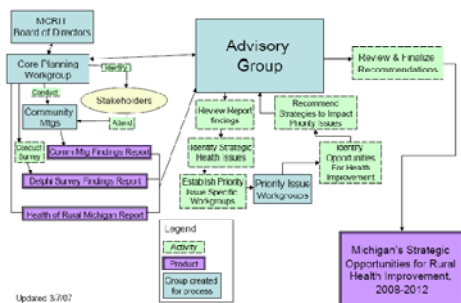 MCRH
Board of Directors
Core Planning
Workgroup
Identify
Advisory
Group
Review & Finalize
Recommendations
Conduct
Stakeholders
Community
Mtgs
Attend
Review Report
findings
Recommend
Strategies to Impact
Priority Issues
Conduct
Survey
Comm Mtg Findings Report
Identify Strategic
Health Issues
Identify
Opportunities
For Health
Improvement
Delphi Survey Findings Report
Establish Priority
Issue Specific
Workgroups
Priority Issue
Workgroups
Health of Rural Michigan Report
Legend
Activity
Product
Group created
for process
Michigan's Strategic
Opportunities for Rural
Health Improvement,
2008-2012
Updated 3/7/07